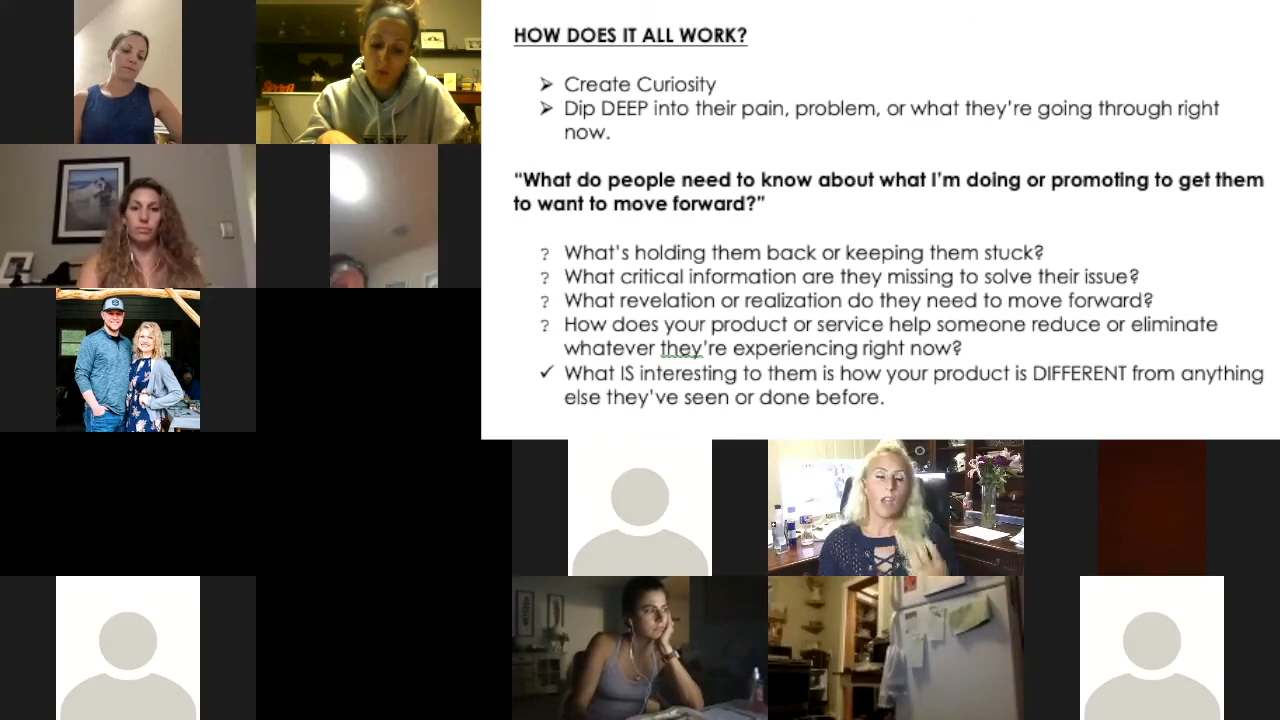 HOW DOES IT ALL WORK?
➢ Create Curiosity
➢ Dip DEEP into their pain, problem, or what they're going through right
now.
"What do people need to know about what I'm doing or promoting to get them
to want to move forward?"
? What's holding them back or keeping them stuck?
? What critical information are they missing to solve their issue?
? What revelation or realization do they need to move forward?
? How does your product or service help someone reduce or eliminate
whatever they're experiencing right now?
✓ What IS interesting to them is how your product is DIFFERENT from anything
else they've seen or done before.